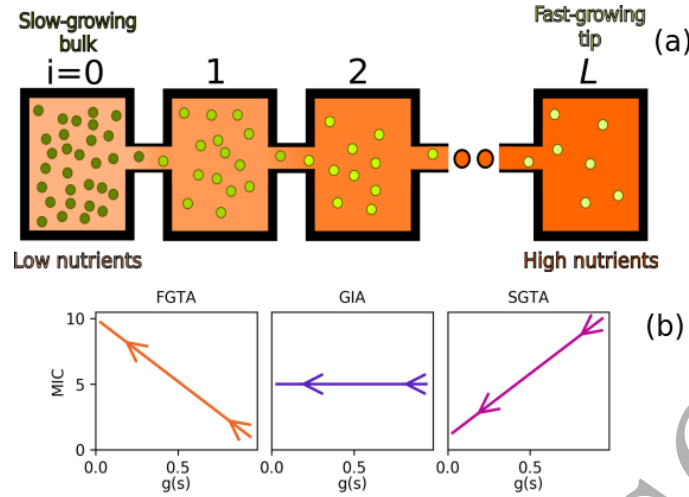 Slow-growing
bulk
Fast-growing
tip
(a)
i=0
1
2
L
Low nutrients
High nutrients
FGTA
GIA
SGTA
(b)
MIC
10
5
0
0.0
0.5
g(s)
0.0
0.5
g(s)
0.0
0.5
g(s)